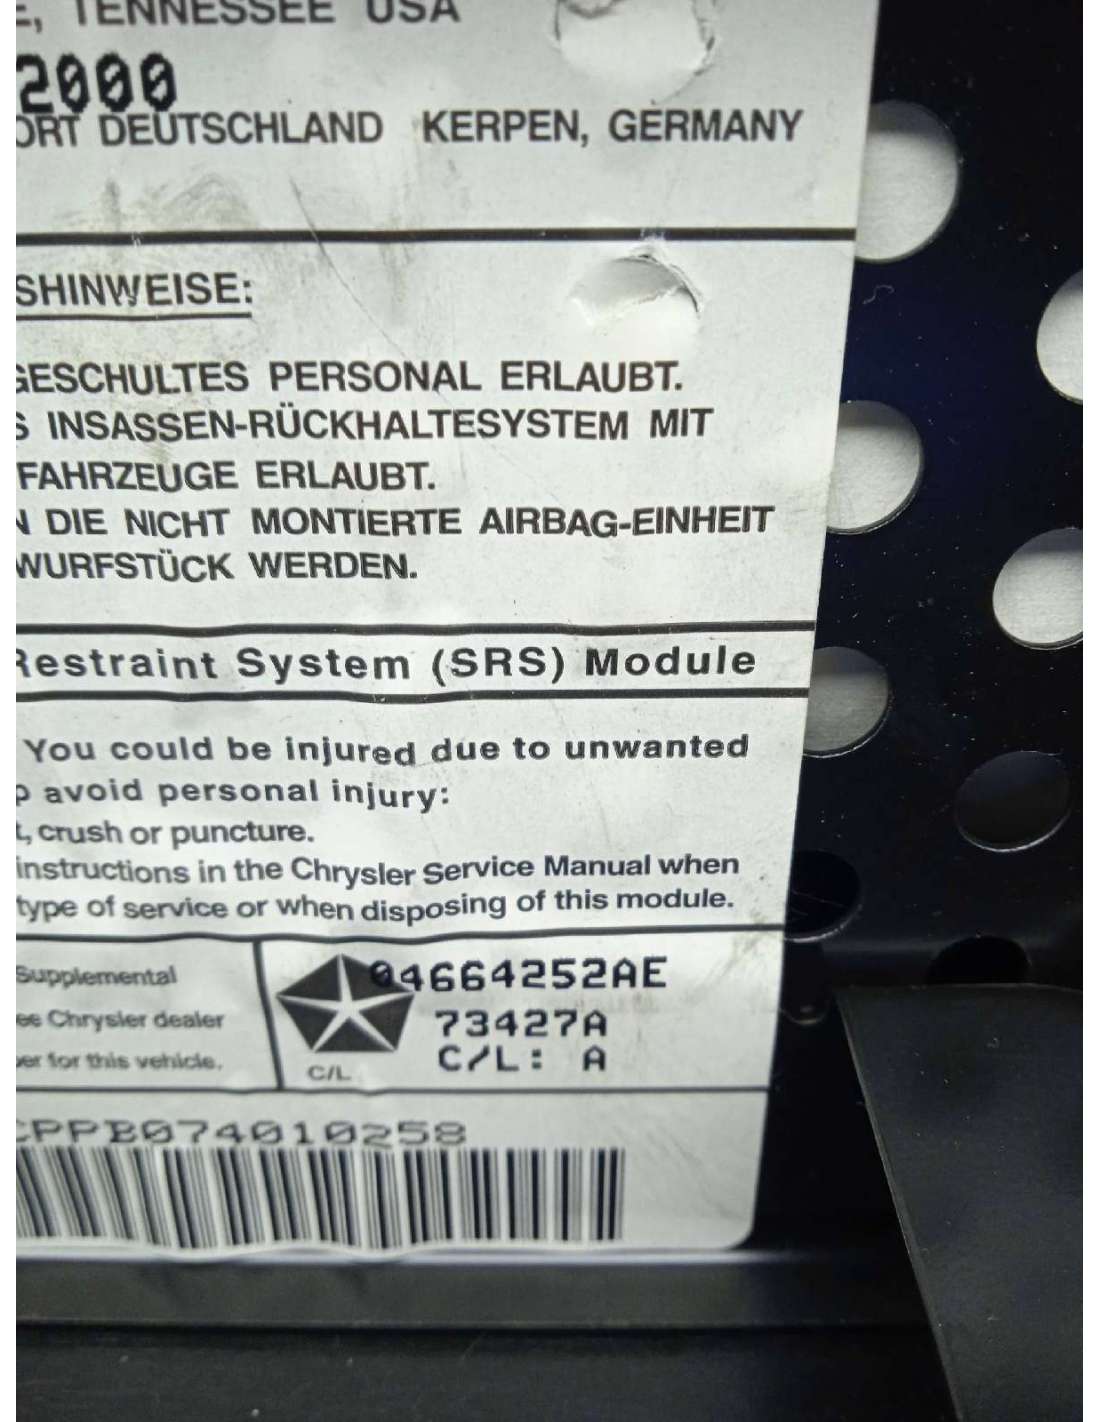 TENNESSEE USA
2000
ORT DEUTSCHLAND KERPEN, GERMANY
SHINWEISE:
GESCHULTES PERSONAL ERLAUBT.
S INSASSEN-RÜCKHALTESYSTEM MIT
FAHRZEUGE ERLAUBT.
N DIE NICHT MONTIERTE AIRBAG-EINHEIT
WURFSTÜCK WERDEN.
Restraint System (SRS) Module
You could be injured due to unwanted
o avoid personal injury:
t, crush or puncture.
instructions in the Chrysler Service Manual when
type of service or when disposing of this module.
Supplemental
ee Chrysler dealer
er for this vehicle.
04664252AE
73427A
C/L: A
C/L
CPPB074010258